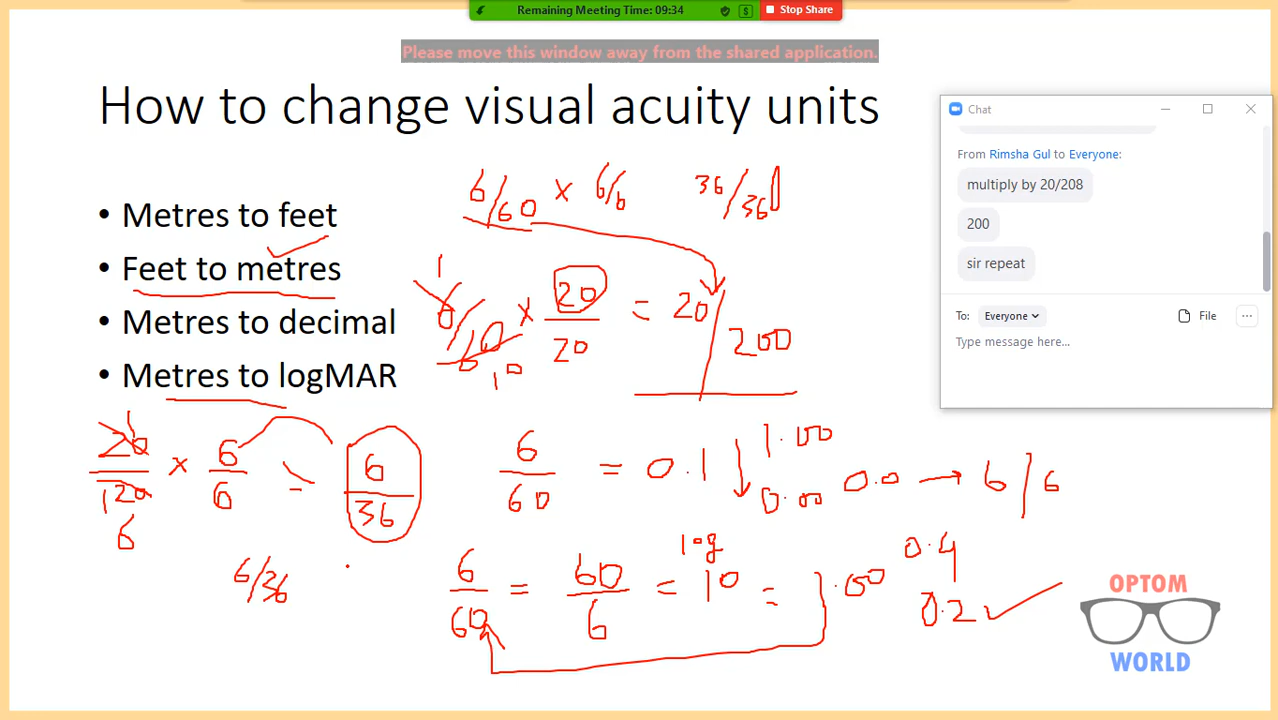 Remaining Meeting Time: 09:34
Stop Share
Please move this window away from the shared application.
How to change visual acuity units
• Metres to feet
• Feet to metres
• Metres to decimal
• Metres to logMAR
6/60 x 6/6
36/36
1
20/20 = 20/200
10
20/120 x 6/6 = 6/36
1
6
6/60 = 0.1
1.00
0.00
0.0 → 6/6
6/36
6/60 = 60/6 = log 10 = 1.00
0.4
0.2
Chat
From Rimsha Gul to Everyone:
multiply by 20/208
200
sir repeat
To: Everyone
File
Type message here...
OPTOM
WORLD